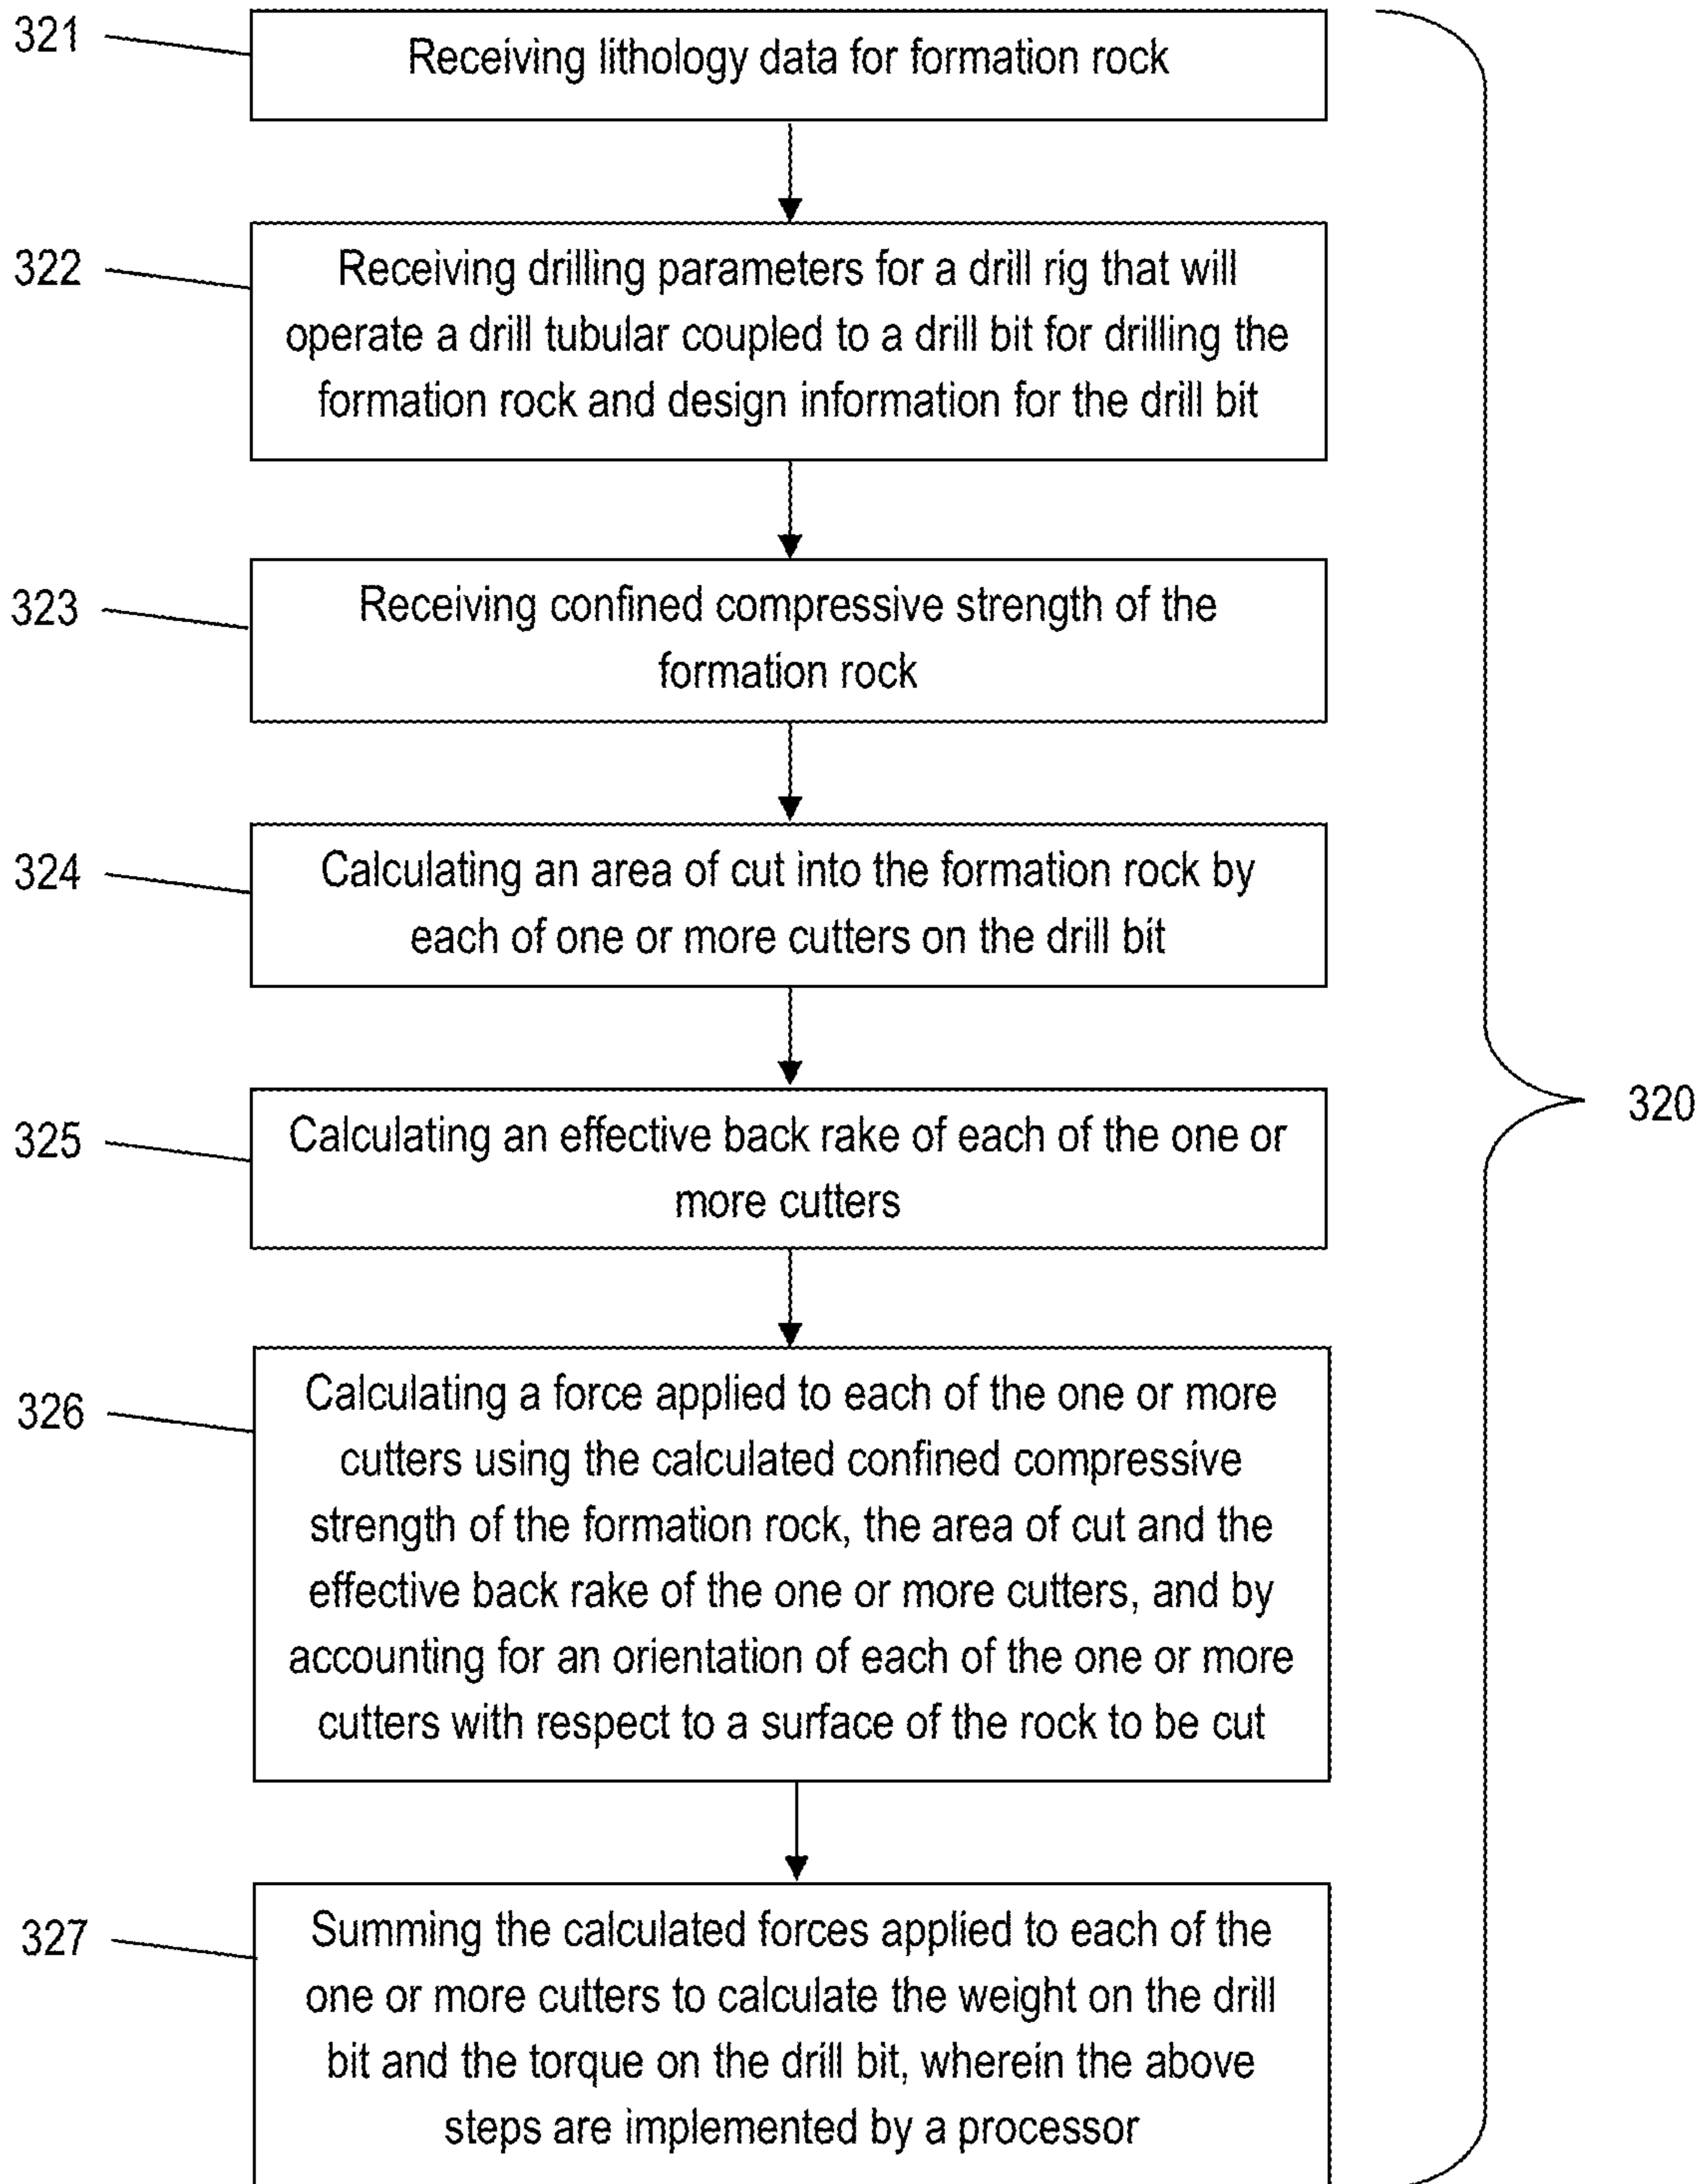 321
Receiving lithology data for formation rock
322
Receiving drilling parameters for a drill rig that will
operate a drill tubular coupled to a drill bit for drilling the
formation rock and design information for the drill bit
323
Receiving confined compressive strength of the
formation rock
324
Calculating an area of cut into the formation rock by
each of one or more cutters on the drill bit
320
325
Calculating an effective back rake of each of the one or
more cutters
326
Calculating a force applied to each of the one or more
cutters using the calculated confined compressive
strength of the formation rock, the area of cut and the
effective back rake of the one or more cutters, and by
accounting for an orientation of each of the one or more
cutters with respect to a surface of the rock to be cut
327
Summing the calculated forces applied to each of the
one or more cutters to calculate the weight on the drill
bit and the torque on the drill bit, wherein the above
steps are implemented by a processor